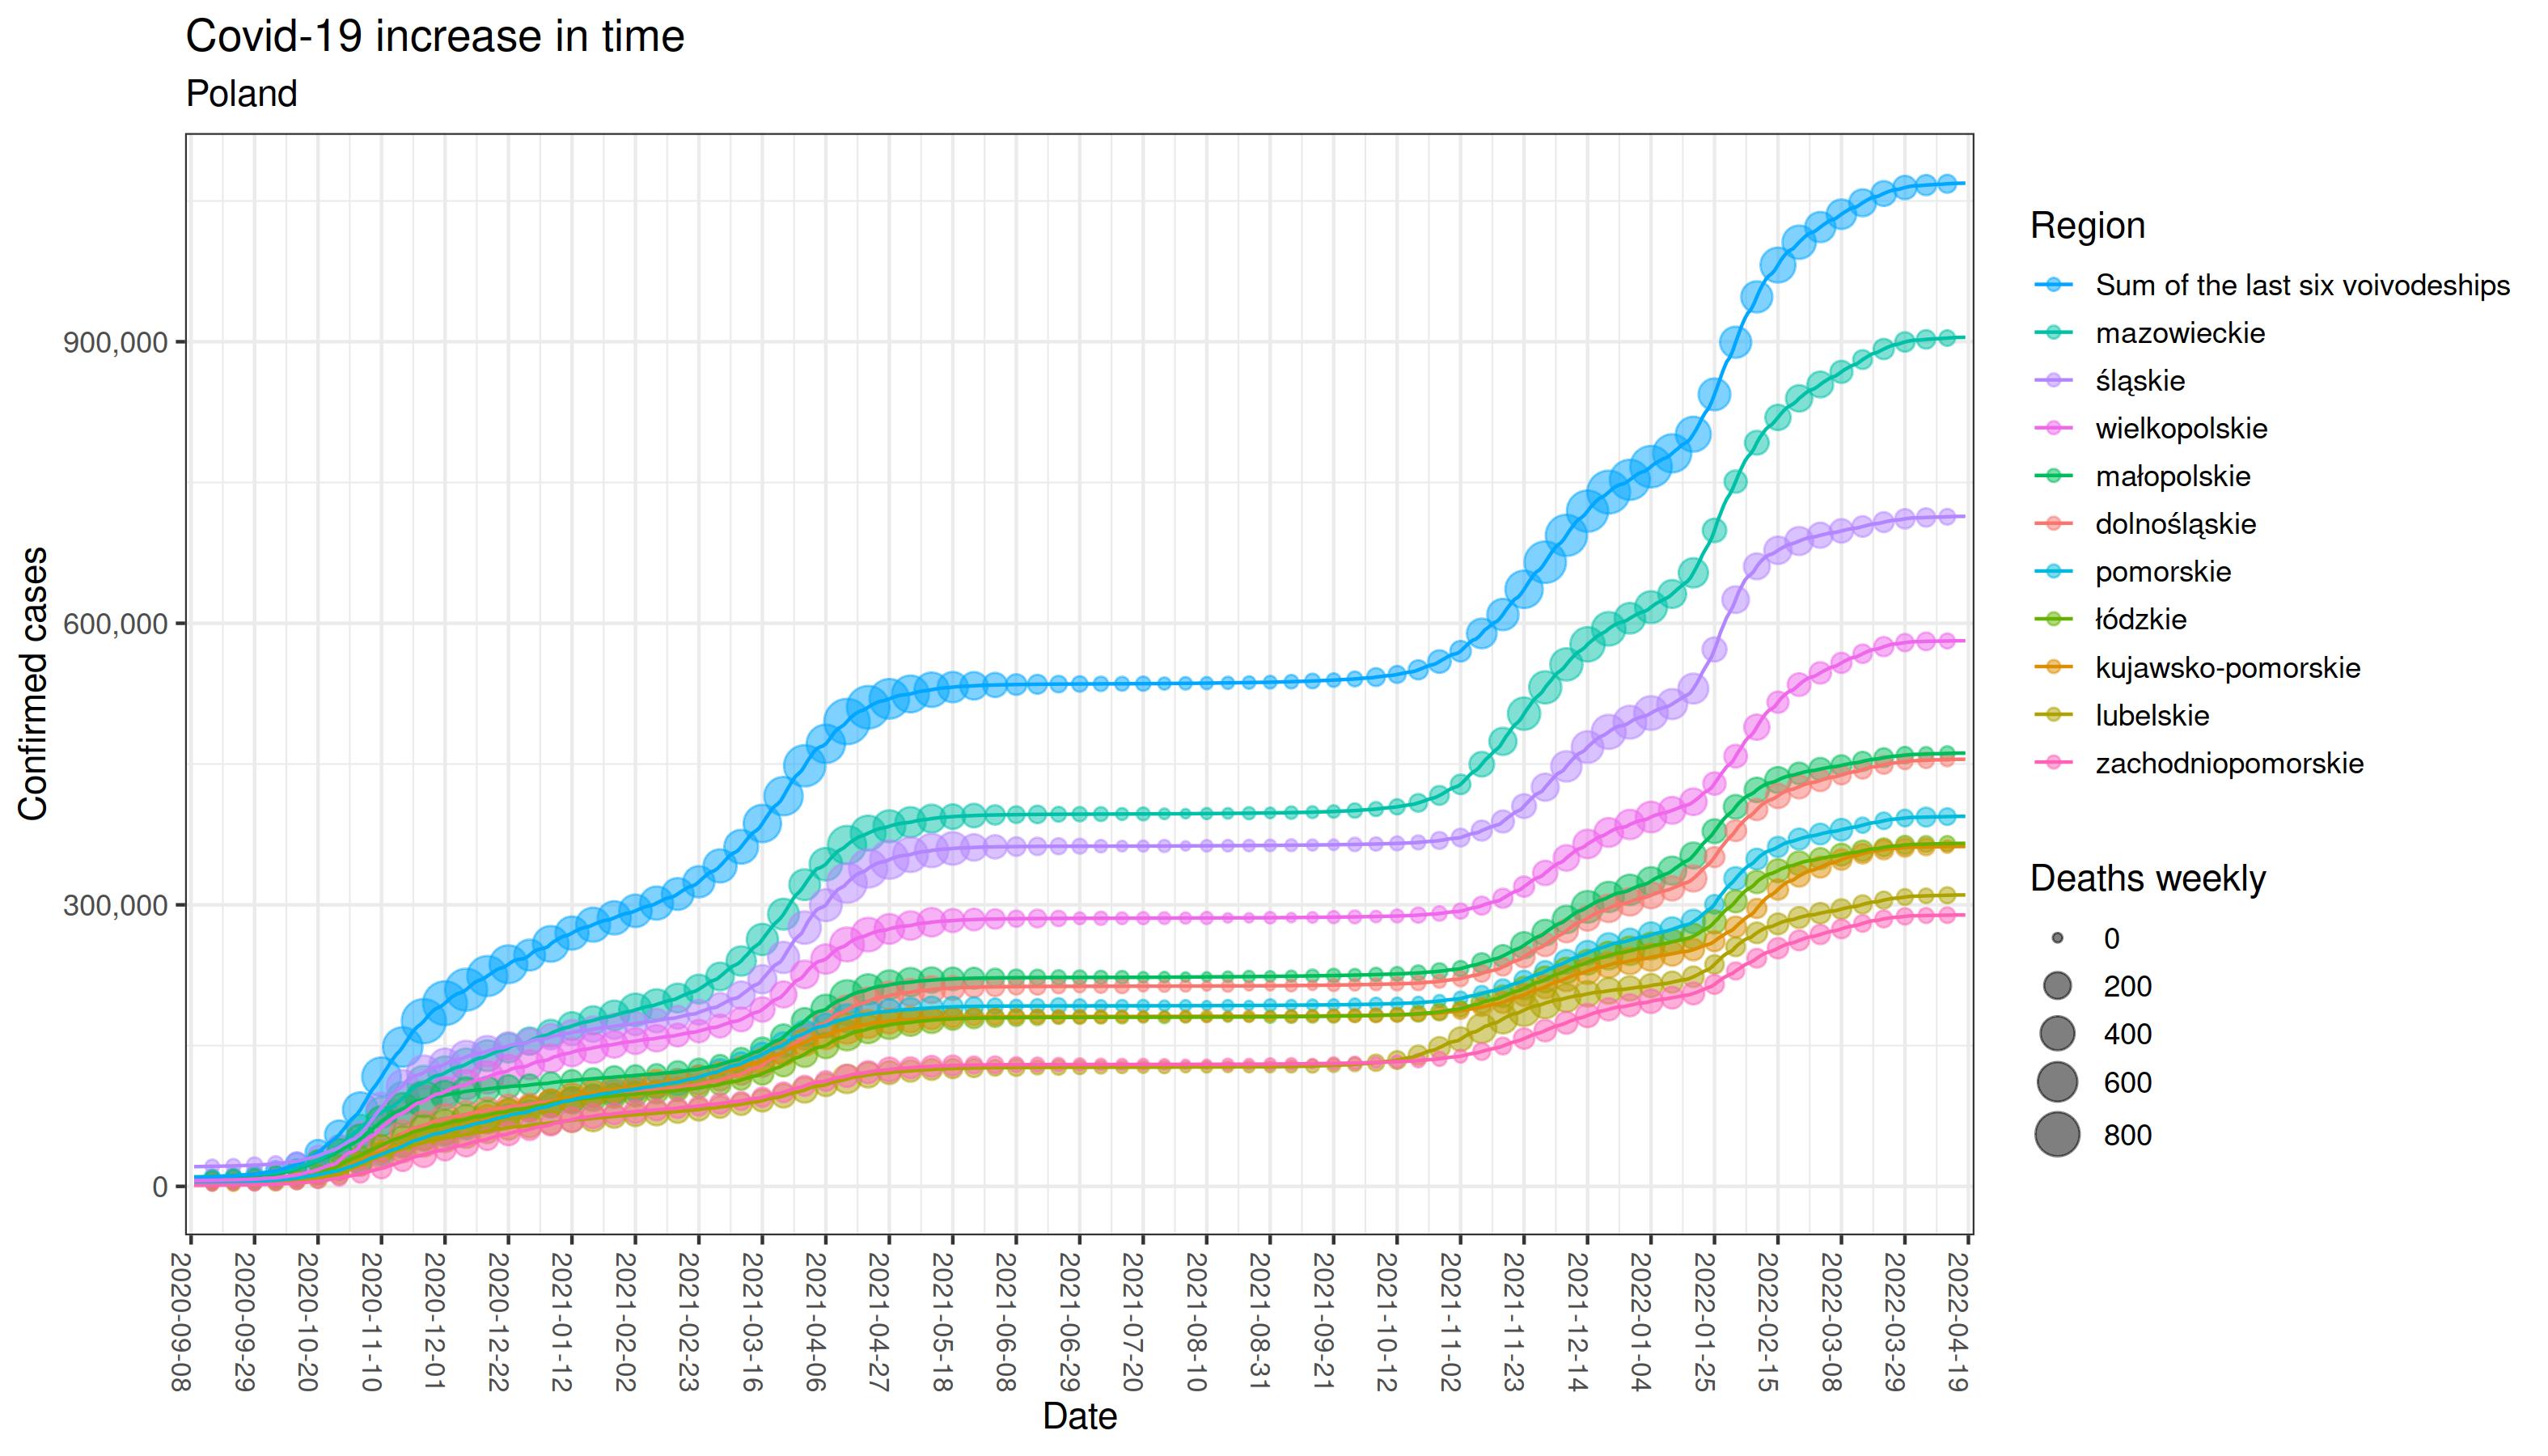 Covid-19 increase in time
Poland
Confirmed cases
900,000
600,000
300,000
0
2020-09-08
2020-09-29
2020-10-20
2020-11-10
2020-12-01
2020-12-22
2021-01-12
2021-02-02
2021-02-23
2021-03-16
2021-04-06
2021-04-27
2021-05-18
2021-06-08
2021-06-29
2021-07-20
2021-08-10
2021-08-31
2021-09-21
2021-10-12
2021-11-02
2021-11-23
2021-12-14
2022-01-04
2022-01-25
2022-02-15
2022-03-08
2022-03-29
2022-04-19
Date
Region
Sum of the last six voivodeships
mazowieckie
śląskie
wielkopolskie
małopolskie
dolnośląskie
pomorskie
łódzkie
kujawsko-pomorskie
lubelskie
zachodniopomorskie
Deaths weekly
0
200
400
600
800